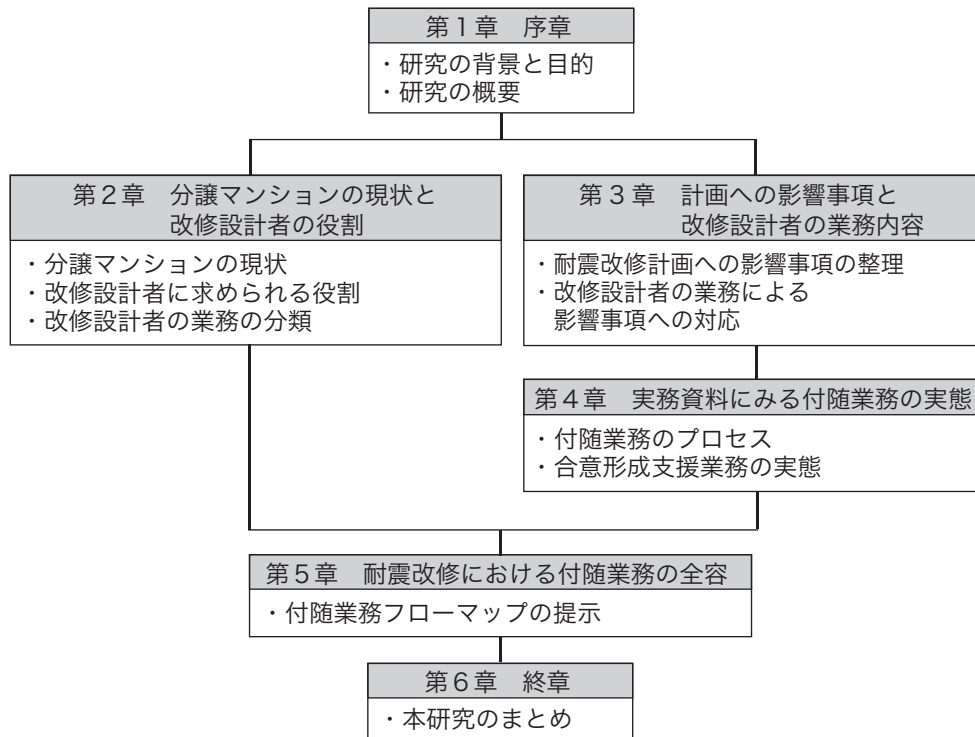 第1章　序章
・研究の背景と目的
・研究の概要
第2章　分譲マンションの現状と
改修設計者の役割
・分譲マンションの現状
・改修設計者に求められる役割
・改修設計者の業務の分類
第3章　計画への影響事項と
改修設計者の業務内容
・耐震改修計画への影響事項の整理
・改修設計者の業務による
影響事項への対応
第4章　実務資料にみる付随業務の実態
・付随業務のプロセス
・合意形成支援業務の実態
第5章　耐震改修における付随業務の全容
・付随業務フローマップの提示
第6章　終章
・本研究のまとめ